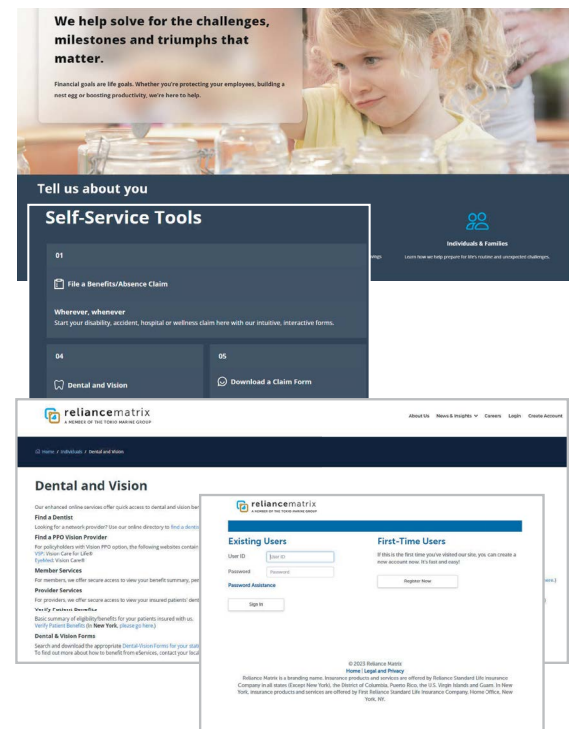 We help solve for the challenges,
milestones and triumphs that
matter.
Financial goals are life goals. Whether you're protecting your employees, building a
nest egg or boosting productivity, we're here to help.
Tell us about you
Self-Service Tools
01
File a Benefits/Absence Claim
Wherever, whenever
Start your disability, accident, hospital or wellness claim here with our intuitive, interactive forms.
04
Dental and Vision
05
Download a Claim Form
Individuals & Families
Learn how we help prepare for life's routine and unexpected challenges.
reliancematrix
A MEMBER OF THE TOKIO MARINE GROUP
About Us News & Insights Careers Login Create Account
Home / Individuals / Dental and Vision
Dental and Vision
Our enhanced online services offer quick access to dental and vision
Find a Dentist
Looking for a network provider? Use our online directory to find a
Find a PPO Vision Provider
For policyholders with Vision PPO option, the following websites contain
VSP: Vision Care for Life®
EyeMed: Vision Care®
Member Services
For members, we offer secure access to view your benefit summary,
Provider Services
For providers, we offer secure access to view your insured patients'
Verify Patient Benefits
Basic summary of eligibility/benefits for your patients insured with us.
Verify Patient Benefits (In New York, please go here.)
Dental & Vision Forms
Search and download the appropriate Dental-Vision Forms for your
To find out more about how to benefit from eServices, contact your
here.)
reliancematrix
A MEMBER OF THE TOKIO MARINE GROUP
Existing Users
User ID User ID
Password Password
Password Assistance
Sign In
First-Time Users
If this is the first time you've visited our site, you can create a
new account now. It's fast and easy!
Register Now
© 2023 Reliance Matrix
Home | Legal and Privacy
Reliance Matrix is a branding name. Insurance products and services are offered by Reliance Standard Life Insurance
Company in all states (Except New York), the District of Columbia, Puerto Rico, the U.S. Virgin Islands and Guam. In New
York, insurance products and services are offered by First Reliance Standard Life Insurance Company, Home Office, New
York, NY.